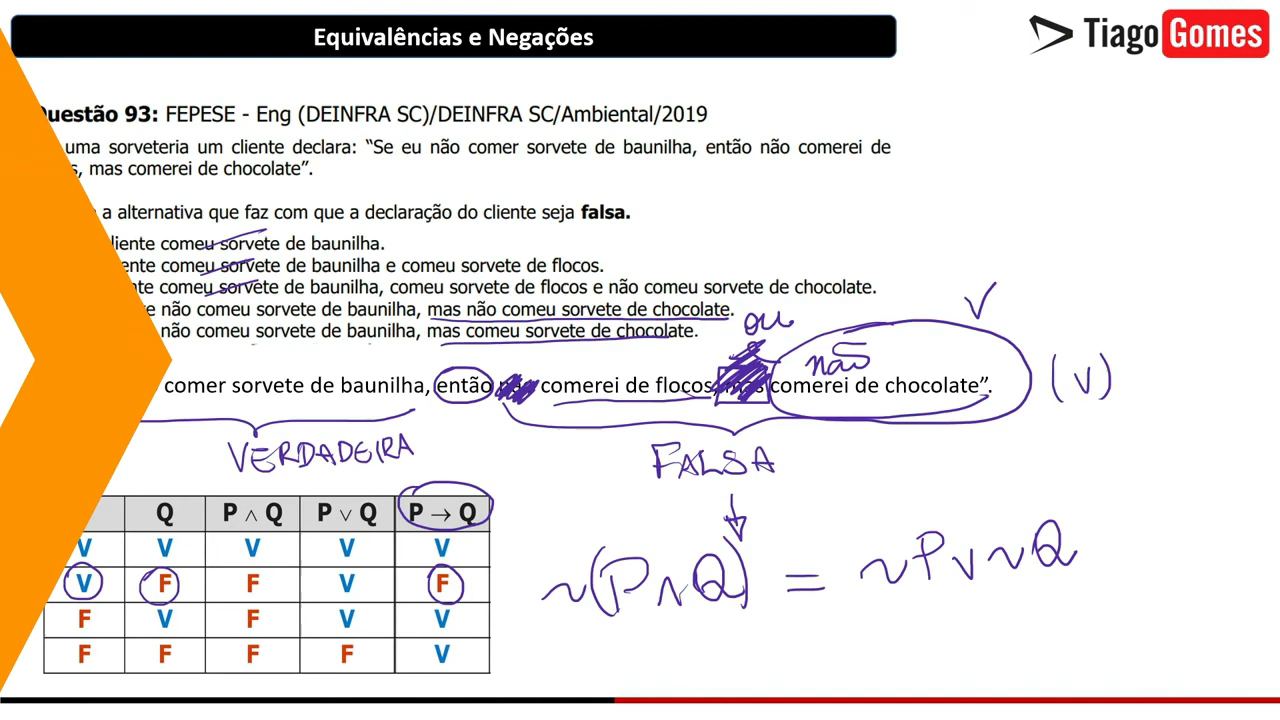 Equivalências e Negações
Tiago Gomes
uestão 93: FEPESE - Eng (DEINFRA SC)/DEINFRA SC/Ambiental/2019
uma sorveteria um cliente declara: “Se eu não comer sorvete de baunilha, então não comerei de
s, mas comerei de chocolate”.
a alternativa que faz com que a declaração do cliente seja falsa.
liente comeu sorvete de baunilha.
ente comeu sorvete de baunilha e comeu sorvete de flocos.
te comeu sorvete de baunilha, comeu sorvete de flocos e não comeu sorvete de chocolate.
e não comeu sorvete de baunilha, mas não comeu sorvete de chocolate.
não comeu sorvete de baunilha, mas comeu sorvete de chocolate.
ou
V
não
comer sorvete de baunilha, então comerei de flocos, mas comerei de chocolate”.
(V)
VERDADEIRA
FALSA
Q P ∧ Q P ∨ Q P → Q
V V V V V
V F F V F
F V F V V
F F F F V
~(P∧Q) = ~P∨~Q